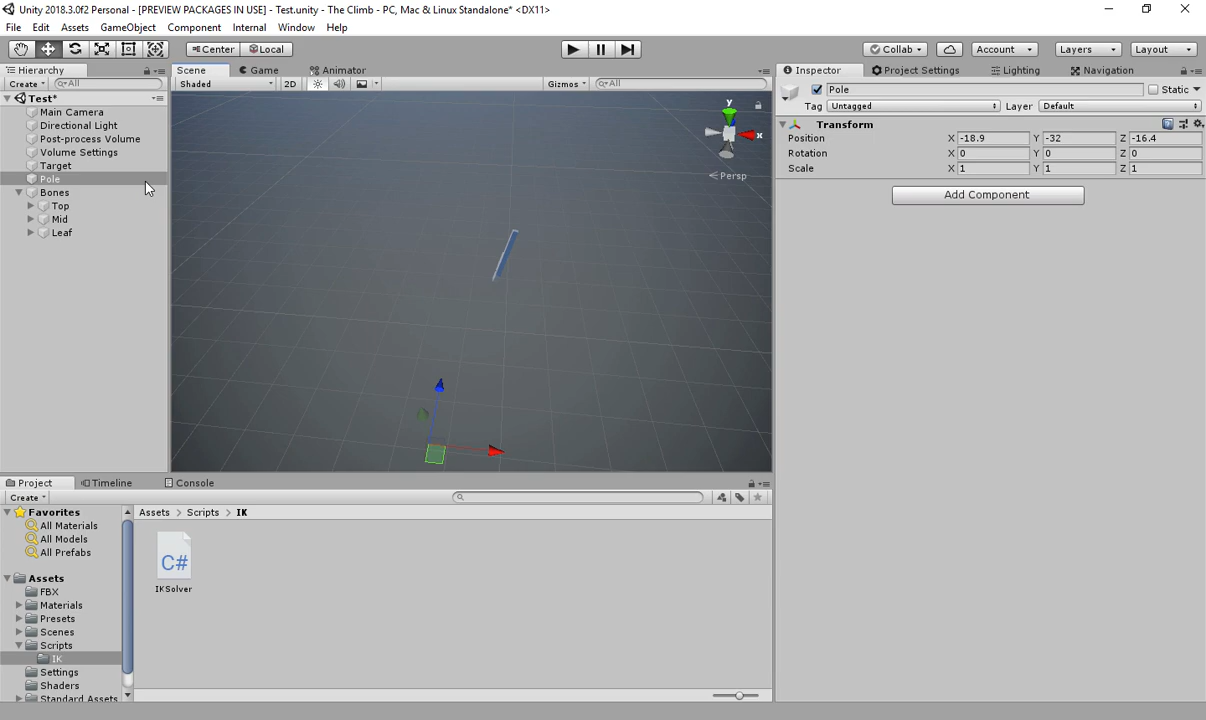 Unity 2018.3.0f2 Personal - [PREVIEW PACKAGES IN USE] - Test.unity - The Climb - PC, Mac & Linux Standalone* <DX11>
File Edit Assets GameObject Component Internal Window Help
Center Local Collab Account Layers Layout
Hierarchy
Create All
Test*
Main Camera
Directional Light
Post-process Volume
Volume Settings
Target
Pole
Bones
Top
Mid
Leaf
Scene Game Animator
Shaded 2D Gizmos All
y
x
Persp
Inspector Project Settings Lighting Navigation
Pole Static
Tag Untagged Layer Default
Transform
Position X -18.9 Y -32 Z -16.4
Rotation X 0 Y 0 Z 0
Scale X 1 Y 1 Z 1
Add Component
Project Timeline Console
Create
Favorites
All Materials
All Models
All Prefabs
Assets
FBX
Materials
Presets
Scenes
Scripts
IK
Settings
Shaders
Standard Assets
Assets > Scripts > IK
C#
IKSolver